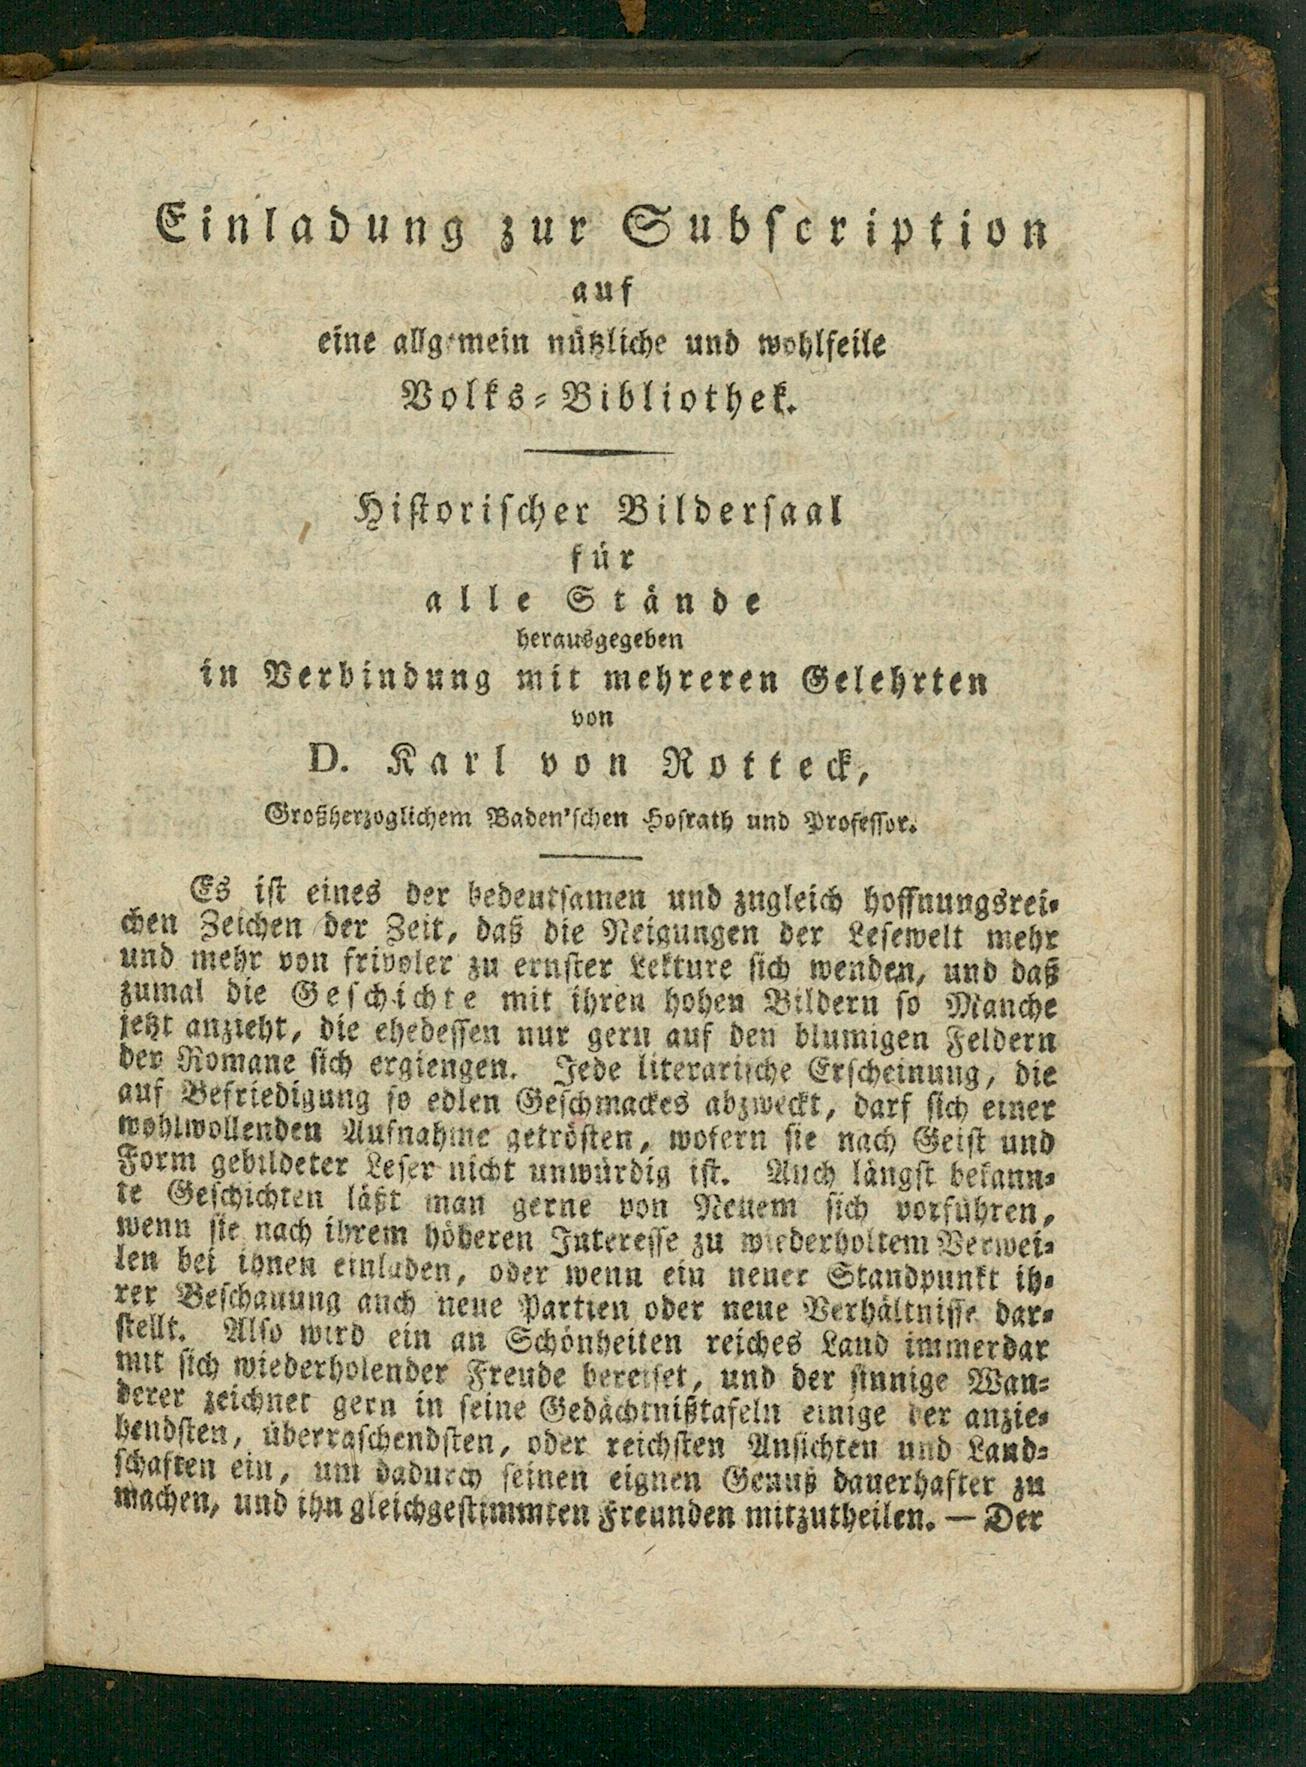 Einladung zur Subscription
auf
eine allgemein nützliche und wohlfeile
Volks-Bibliothek.
Historischer Bildersaal
für
alle Stände
herausgegeben
in Verbindung mit mehreren Gelehrten
von
D. Karl von Rotteck,
Großherzoglichem Baden'schen Hofrath und Professor.
Es ist eines der bedeutsamen und zugleich hoffnungsrei-
chen Zeichen der Zeit, daß die Neigungen der Lesewelt mehr
und mehr von frivoler zu ernster Lekture sich wenden, und daß
zumal die Geschichte mit ihren hohen Bildern so Manche
jetzt anzieht, die ehedessen nur gern auf den blumigen Feldern
der Romane sich ergiengen. Jede literarische Erscheinung, die
auf Befriedigung so edlen Geschmackes abzweckt, darf sich einer
wohlwollenden Aufnahme getrösten, wofern sie nach Geist und
Form gebildeter Leser nicht unwürdig ist. Auch längst bekann-
te Geschichten läßt man gerne von Neuem sich vorführen,
wenn sie nach ihrem höheren Interesse zu wiederholtem Verwei-
len bei ihnen einladen, oder wenn ein neuer Standpunkt ih-
rer Beschauung auch neue Partien oder neue Verhältnisse dar-
stellt. Also wird ein an Schönheiten reiches Land immerdar
mit sich wiederholender Freude bereiset, und der sinnige Wan-
derer zeichnet gern in seine Gedächtnißtafeln einige der anzie-
hendsten, überraschendsten, oder reichsten Ansichten und Land-
schaften ein, um dadurch seinen eignen Genuß dauerhafter zu
machen, und ihn gleichgestimmten Freunden mitzutheilen. — Der